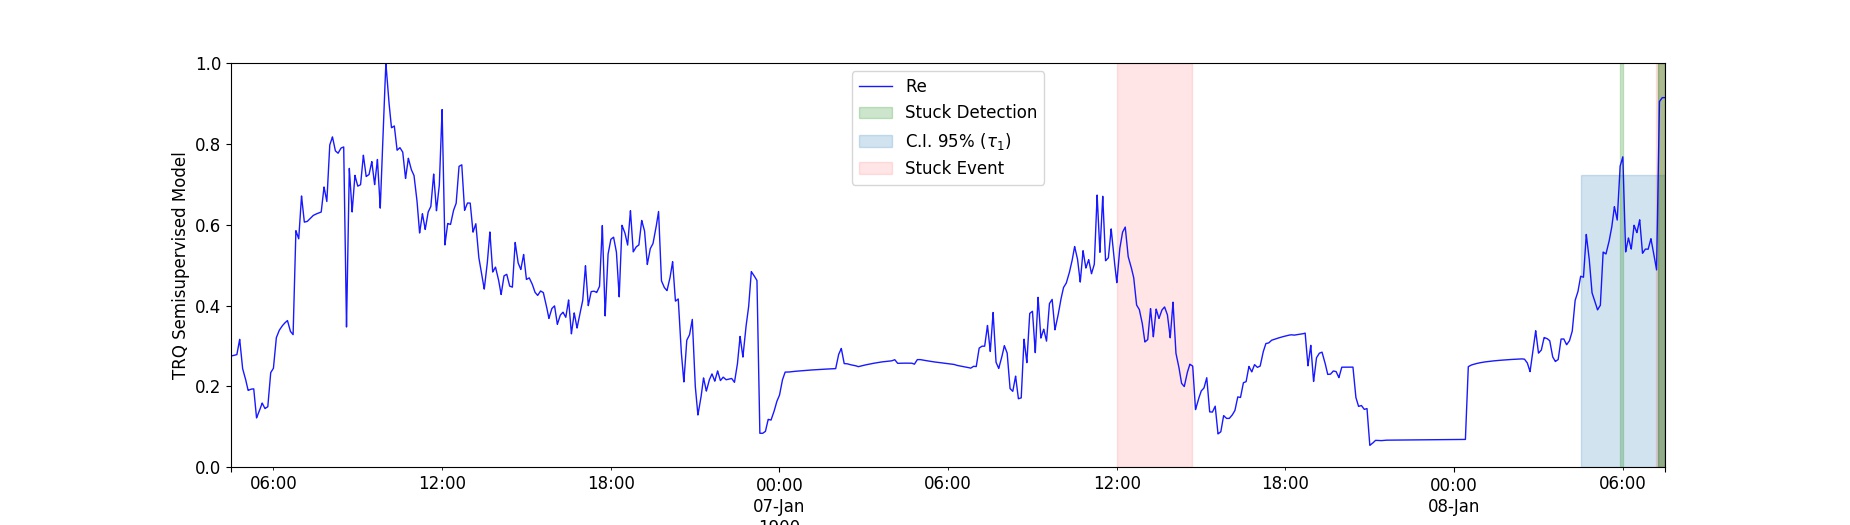 1.0
0.8
0.6
0.4
0.2
0.0
TRQ Semisupervised Model
Re
Stuck Detection
C.I. 95% (τ₁)
Stuck Event
06:00 12:00 18:00 00:00 06:00 12:00 18:00 00:00 06:00
07-Jan 08-Jan
1900